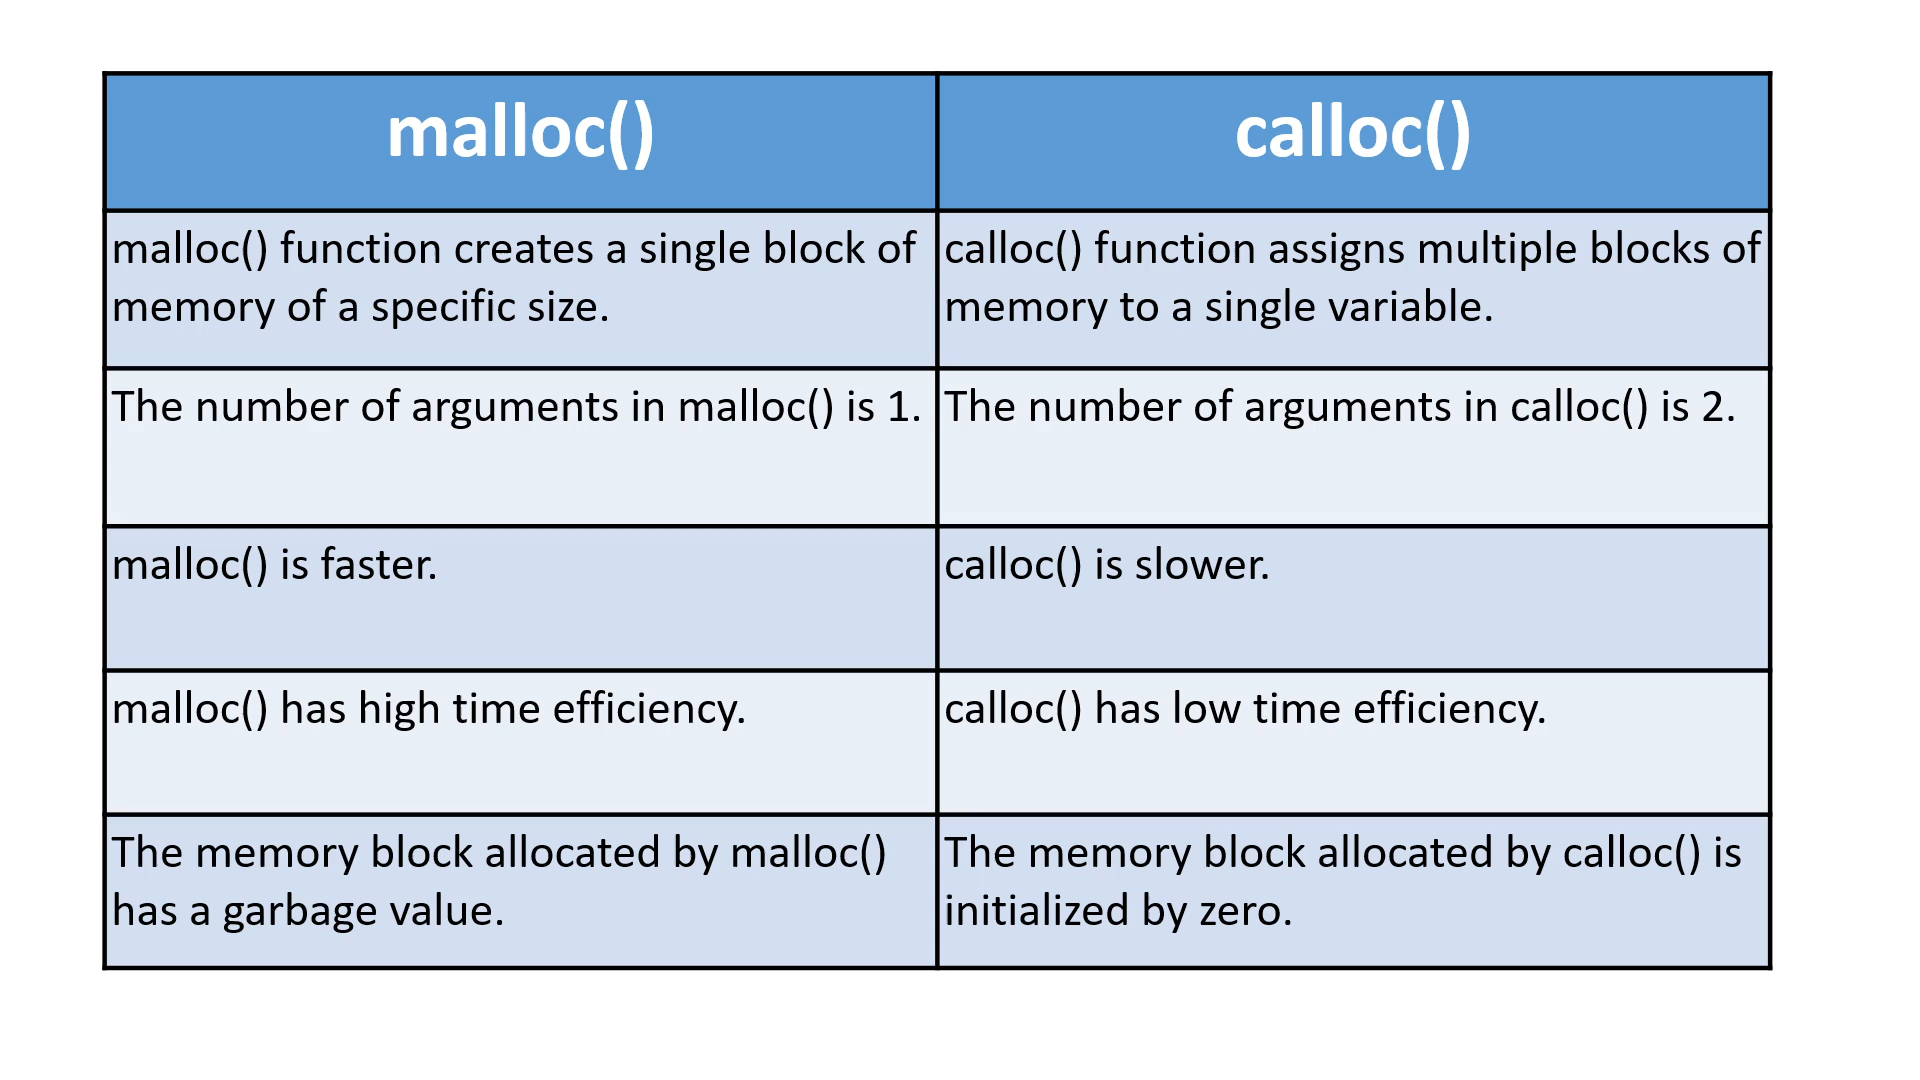 malloc()
calloc()
malloc() function creates a single block of
memory of a specific size.
calloc() function assigns multiple blocks of
memory to a single variable.
The number of arguments in malloc() is 1.
The number of arguments in calloc() is 2.
malloc() is faster.
calloc() is slower.
malloc() has high time efficiency.
calloc() has low time efficiency.
The memory block allocated by malloc()
has a garbage value.
The memory block allocated by calloc() is
initialized by zero.